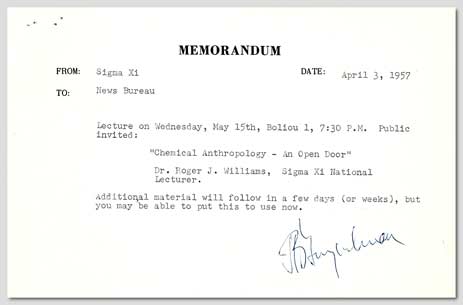 MEMORANDUM
FROM: Sigma Xi DATE: April 3, 1957
TO: News Bureau
Lecture on Wednesday, May 15th, Boliou 1, 7:30 P.M. Public
invited:
"Chemical Anthropology - An Open Door"
Dr. Roger J. Williams, Sigma Xi National
Lecturer.
Additional material will follow in a few days (or weeks), but
you may be able to put this to use now.